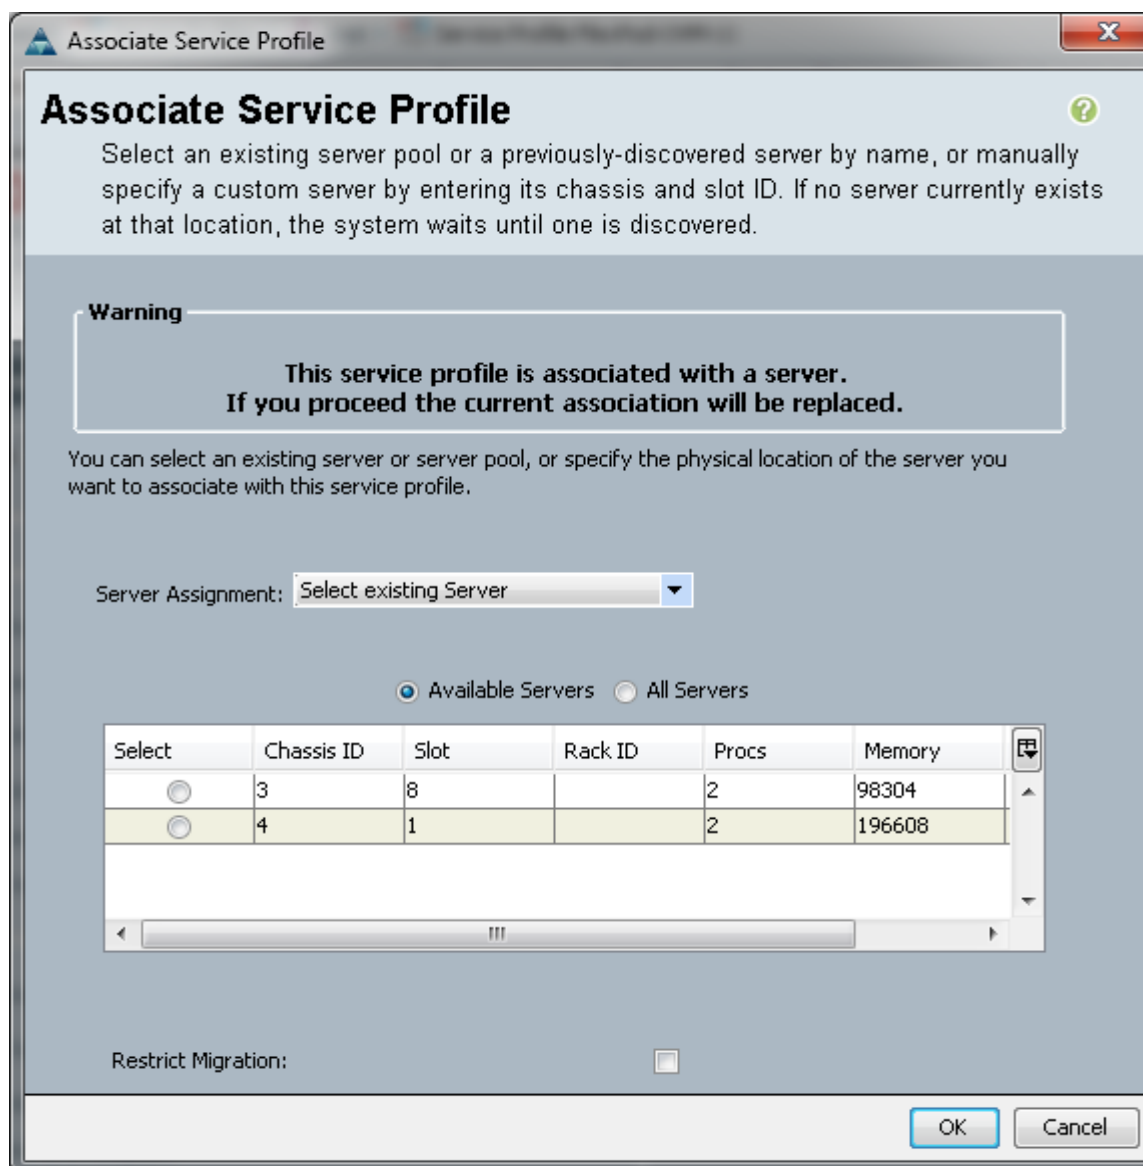 Associate Service Profile
Associate Service Profile
Select an existing server pool or a previously-discovered server by name, or manually
specify a custom server by entering its chassis and slot ID. If no server currently exists
at that location, the system waits until one is discovered.
Warning
This service profile is associated with a server.
If you proceed the current association will be replaced.
You can select an existing server or server pool, or specify the physical location of the server you
want to associate with this service profile.
Server Assignment: Select existing Server
Available Servers All Servers
Select Chassis ID Slot Rack ID Procs Memory
3 8 2 98304
4 1 2 196608
Restrict Migration:
OK Cancel